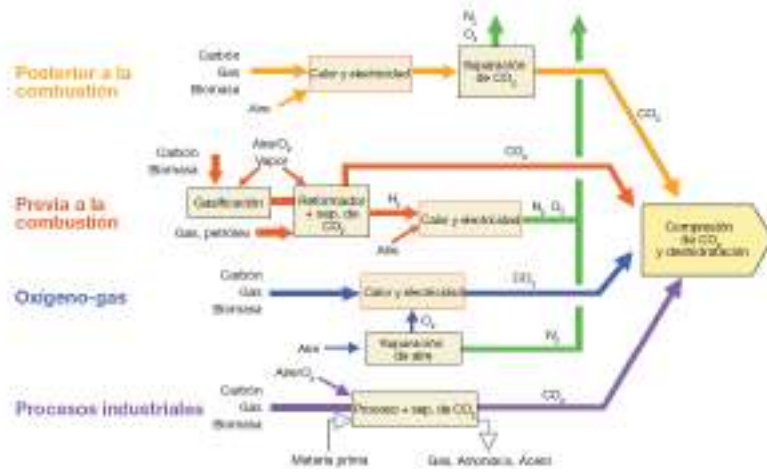 N₂
O₂
Posterior a la
combustión
Carbón
Gas
Biomasa
Aire
Calor y electricidad
Separación
de CO₂
CO₂
Previa a la
combustión
Carbón
Biomasa
Aire/O₂
Vapor
Gasificación
Gas, petróleo
Reformador
+ sep. de
CO₂
H₂
Aire
Calor y electricidad
N₂ O₂
CO₂
Compresión
de CO₂
y deshidratación
Oxígeno-gas
Carbón
Gas
Biomasa
Calor y electricidad
CO₂
O₂
Aire
Separación
de aire
N₂
Procesos industriales
Carbón
Gas
Biomasa
Aire/O₂
Proceso + sep. de CO₂
CO₂
Materia prima
Gas, Amoníaco, Acero